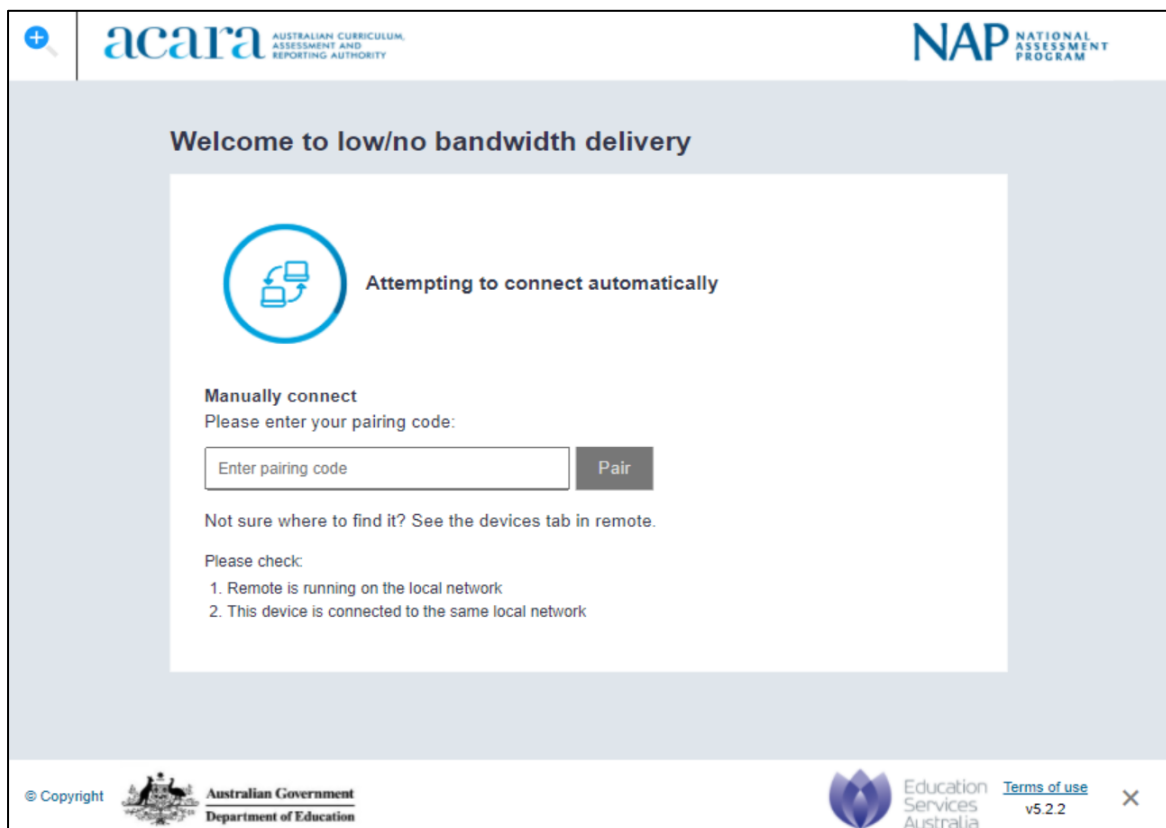 acara AUSTRALIAN CURRICULUM,
ASSESSMENT AND
REPORTING AUTHORITY
NAP NATIONAL
ASSESSMENT
PROGRAM
Welcome to low/no bandwidth delivery
Attempting to connect automatically
Manually connect
Please enter your pairing code:
Enter pairing code
Pair
Not sure where to find it? See the devices tab in remote.
Please check:
1. Remote is running on the local network
2. This device is connected to the same local network
© Copyright
Australian Government
Department of Education
Education
Services
Australia
Terms of use
v5.2.2